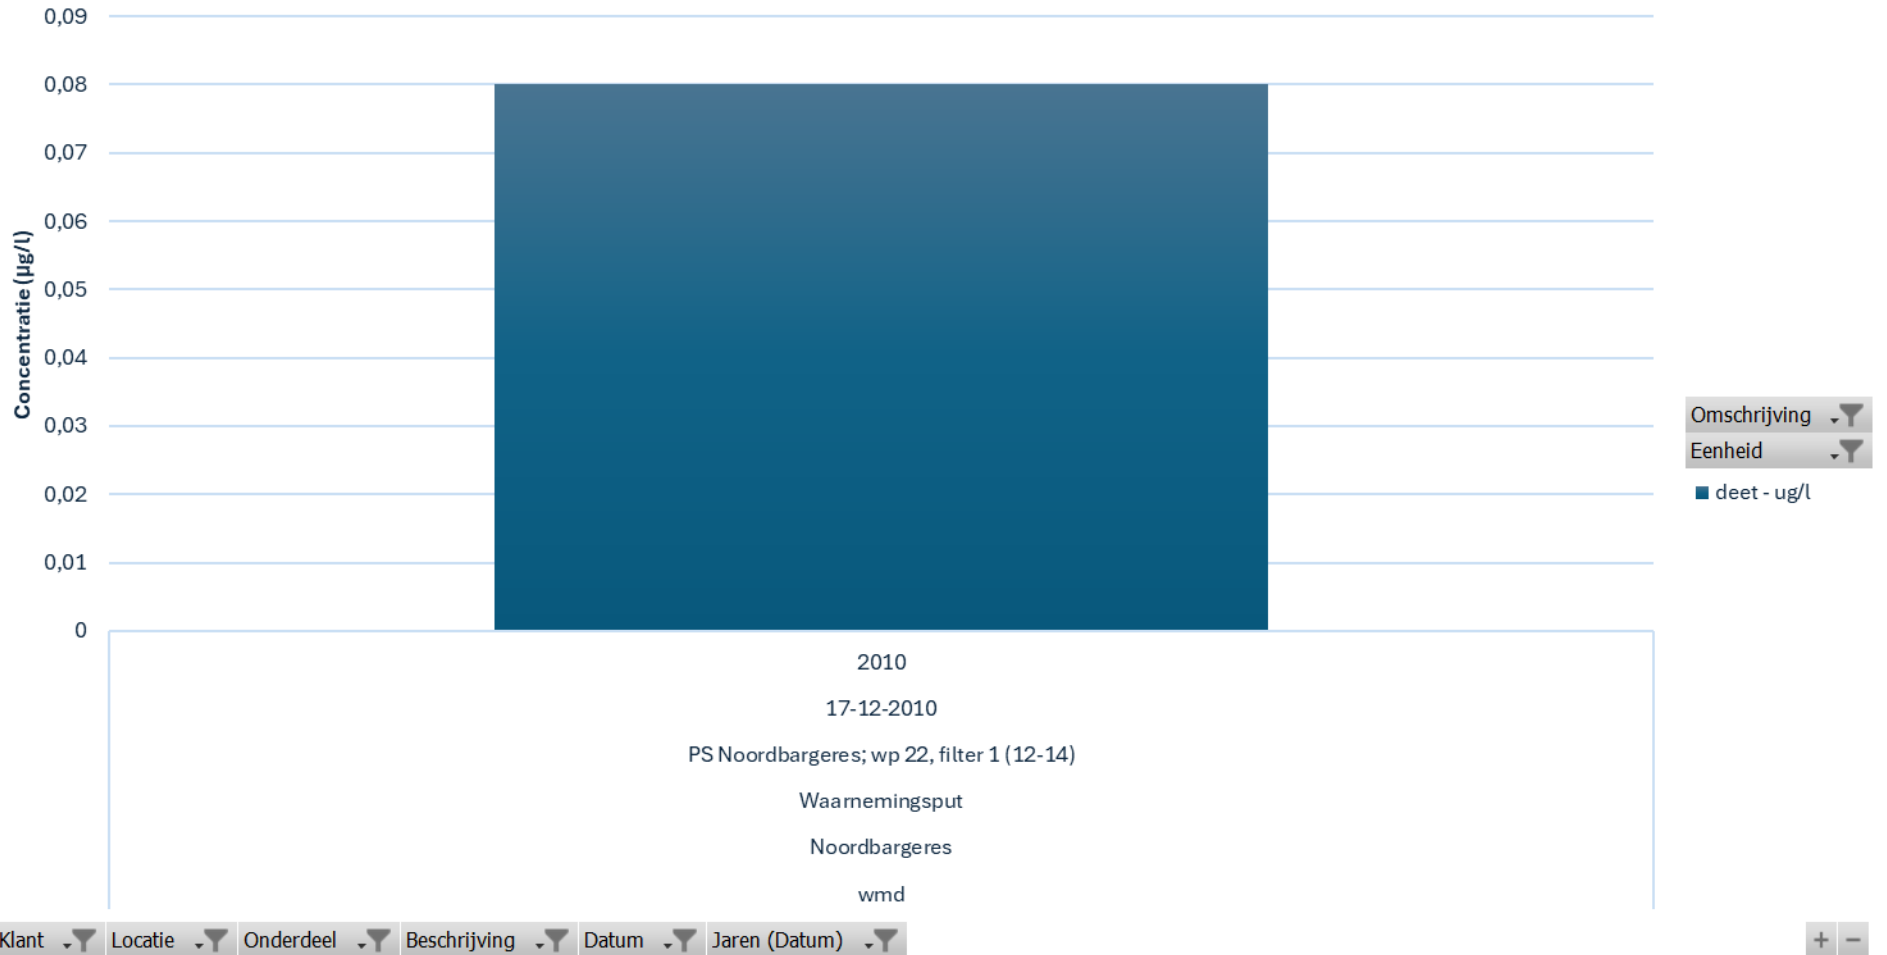 0,09
0,08
0,07
0,06
0,05
0,04
0,03
0,02
0,01
0
Concentratie (µg/l)
2010
17-12-2010
PS Noordbargeres; wp 22, filter 1 (12-14)
Waarnemingsput
Noordbargeres
wmd
Omschrijving
Eenheid
deet - ug/l
Klant Locatie Onderdeel Beschrijving Datum Jaren (Datum)
+ −